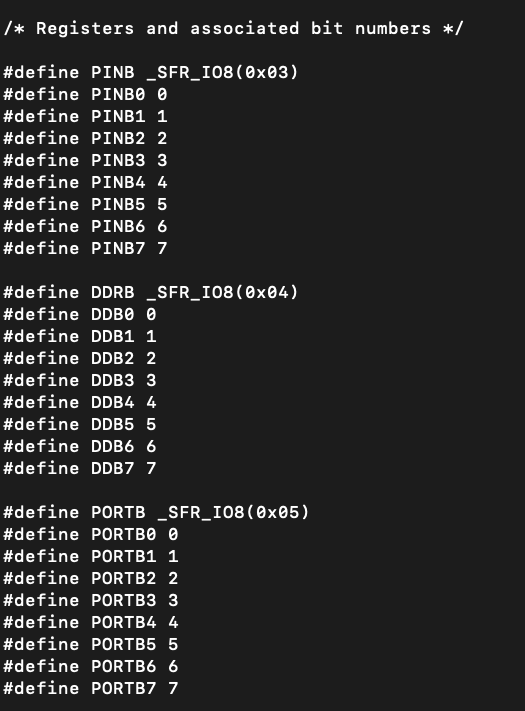 /* Registers and associated bit numbers */
#define PINB _SFR_IO8(0x03)
#define PINB0 0
#define PINB1 1
#define PINB2 2
#define PINB3 3
#define PINB4 4
#define PINB5 5
#define PINB6 6
#define PINB7 7
#define DDRB _SFR_IO8(0x04)
#define DDB0 0
#define DDB1 1
#define DDB2 2
#define DDB3 3
#define DDB4 4
#define DDB5 5
#define DDB6 6
#define DDB7 7
#define PORTB _SFR_IO8(0x05)
#define PORTB0 0
#define PORTB1 1
#define PORTB2 2
#define PORTB3 3
#define PORTB4 4
#define PORTB5 5
#define PORTB6 6
#define PORTB7 7